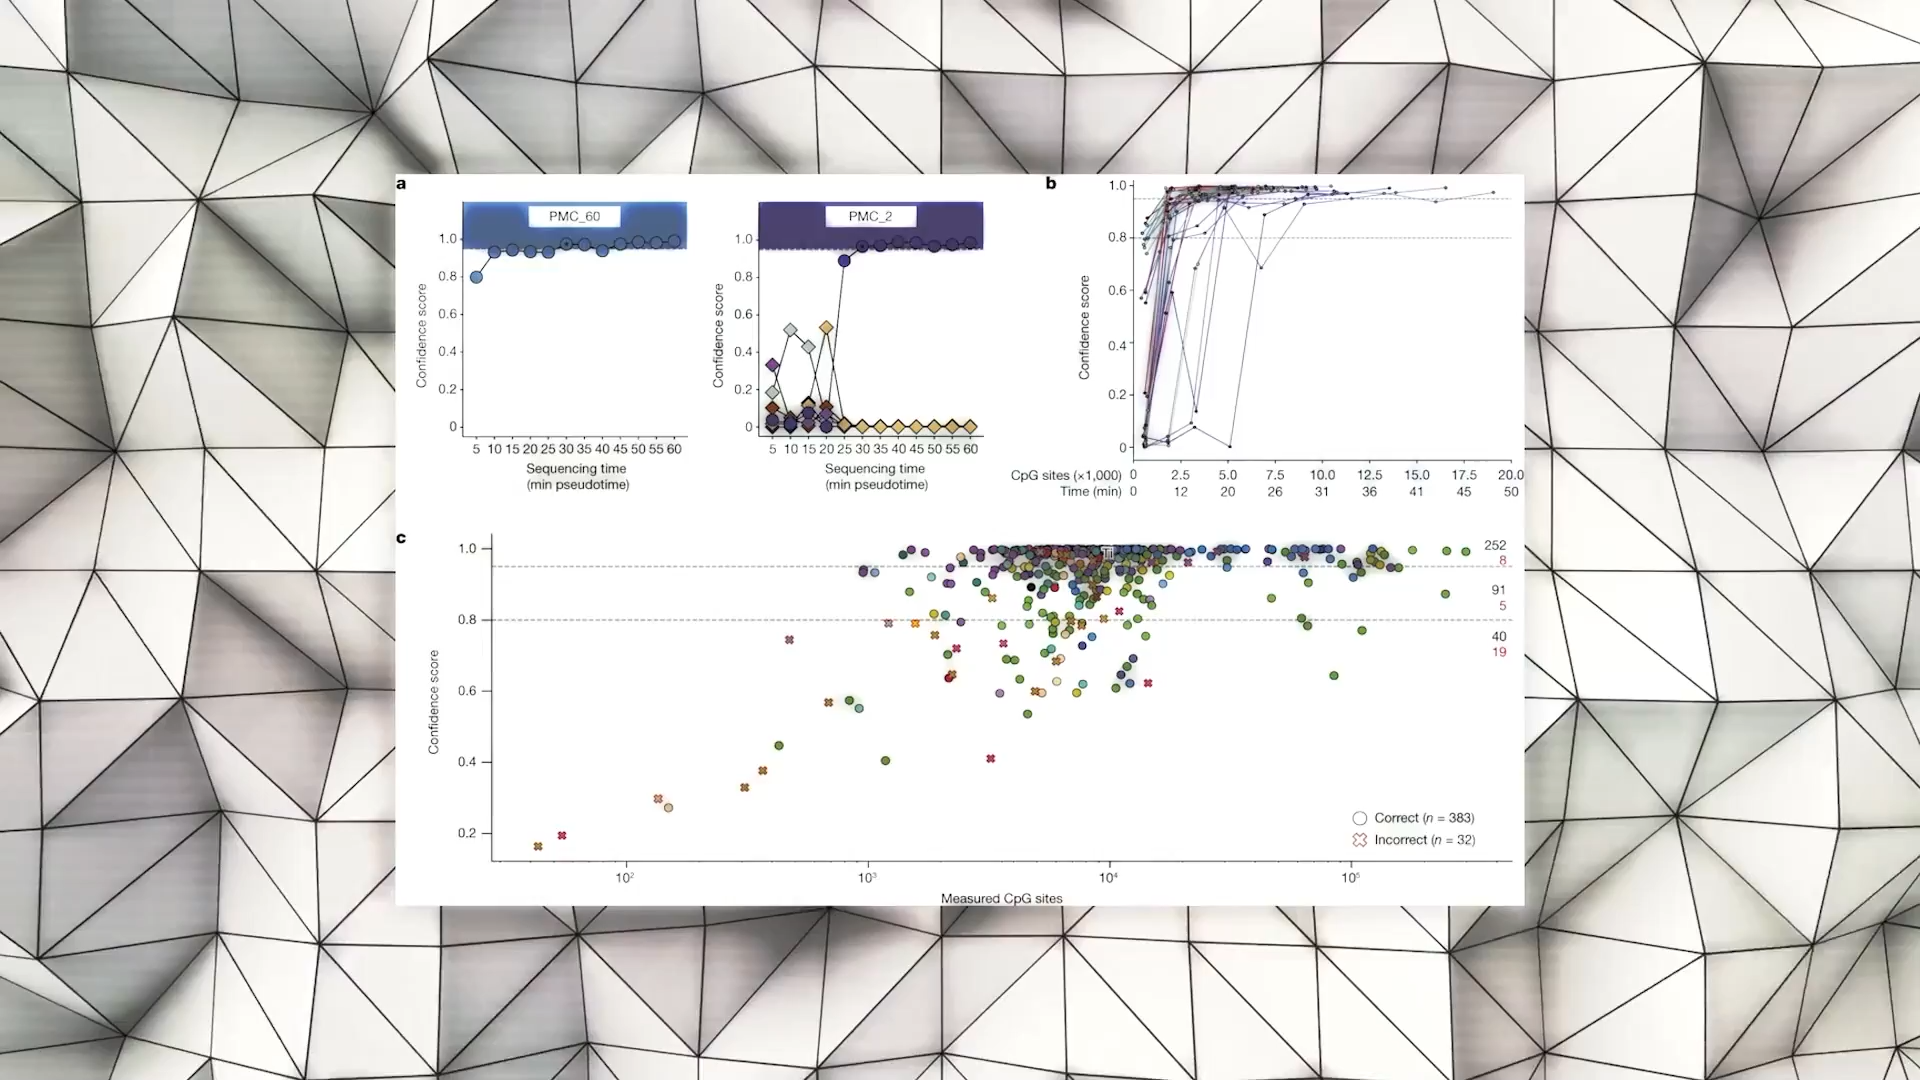 a
PMC_60
1.0
0.8
0.6
0.4
0.2
0
Confidence score
5 10 15 20 25 30 35 40 45 50 55 60
Sequencing time
(min pseudotime)
PMC_2
1.0
0.8
0.6
0.4
0.2
0
Confidence score
5 10 15 20 25 30 35 40 45 50 55 60
Sequencing time
(min pseudotime)
b
1.0
0.8
0.6
0.4
0.2
0
Confidence score
CpG sites (×1,000) 0 2.5 5.0 7.5 10.0 12.5 15.0 17.5 20.0
Time (min) 0 12 20 26 31 36 41 45 50
c
1.0
0.8
0.6
0.4
0.2
Confidence score
252
8
91
5
40
19
Correct (n = 383)
Incorrect (n = 32)
10² 10³ 10⁴ 10⁵
Measured CpG sites